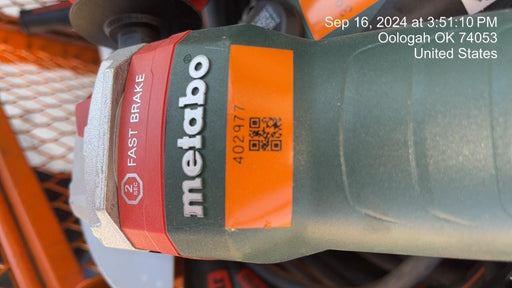 Sep 16, 2024 at 3:51:10 PM
Oologah OK 74053
United States
2 SEC
FAST BRAKE
metabo®
402977